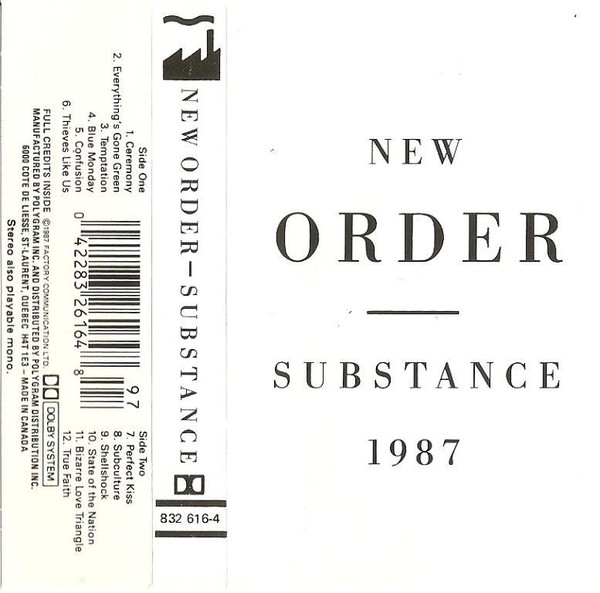 NEW
ORDER
SUBSTANCE
1987
NEW ORDER–SUBSTANCE
832 616-4
Side One
1. Ceremony
2. Everything's Gone Green
3. Temptation
4. Blue Monday
5. Confusion
6. Thieves Like Us
0 42283 26164 8
97
Side Two
7. Perfect Kiss
8. Subculture
9. Shellshock
10. State of the Nation
11. Bizarre Love Triangle
12. True Faith
FULL CREDITS INSIDE ©1987 FACTORY COMMUNICATION LTD. DOLBY SYSTEM
MANUFACTURED BY POLYGRAM INC. AND DISTRIBUTED BY POLYGRAM DISTRIBUTION INC.
6000 COTE DE LIESSE, ST-LAURENT, QUEBEC H4T 1E3 - MADE IN CANADA
Stereo also playable mono.